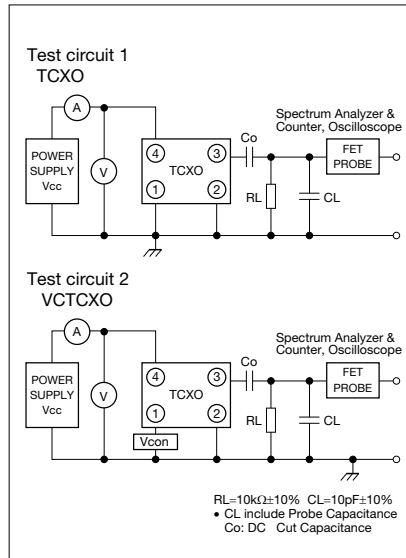 Test circuit 1
TCXO
A
Spectrum Analyzer &
Counter, Oscilloscope
Co
POWER
SUPPLY
Vcc
V
4
3
TCXO
1
2
RL
CL
FET
PROBE
Test circuit 2
VCTCXO
A
Spectrum Analyzer &
Counter, Oscilloscope
Co
POWER
SUPPLY
Vcc
V
4
3
TCXO
1
2
Vcon
RL
CL
FET
PROBE
RL=10kΩ±10% CL=10pF±10%
• CL include Probe Capacitance
Co: DC Cut Capacitance